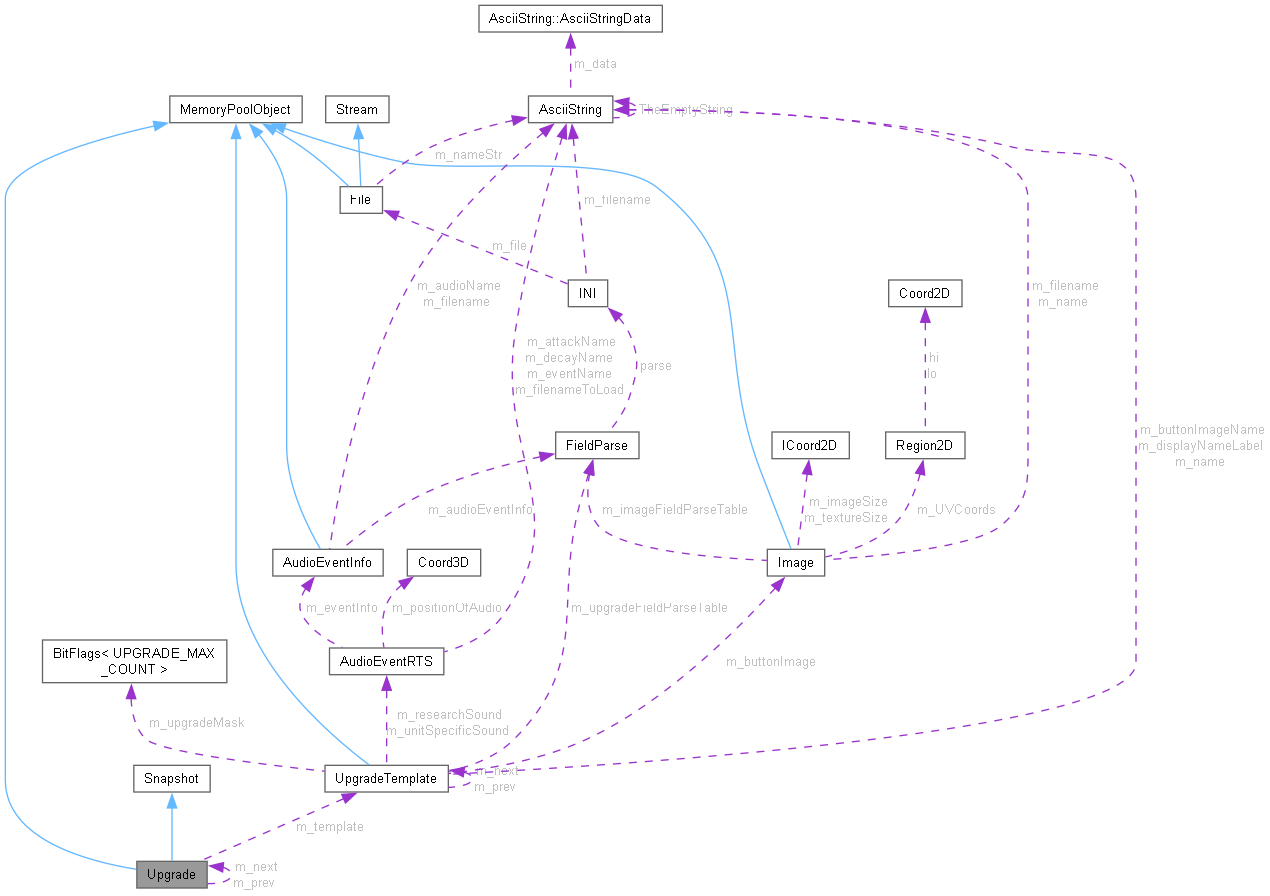 AsciiString::AsciiStringData
m_data
MemoryPoolObject
Stream
AsciiString
TheEmptyString
m_nameStr
File
m_filename
m_file
m_audioName
m_filename
INI
Coord2D
m_filename
m_name
m_attackName
m_decayName
m_eventName
m_filenameToLoad
parse
hi
lo
m_buttonImageName
m_displayNameLabel
m_name
FieldParse
ICoord2D
Region2D
m_audioEventInfo
m_imageFieldParseTable
m_imageSize
m_textureSize
m_UVCoords
AudioEventInfo
Coord3D
Image
m_eventInfo
m_positionOfAudio
m_upgradeFieldParseTable
BitFlags< UPGRADE_MAX
_COUNT >
AudioEventRTS
m_buttonImage
m_upgradeMask
m_researchSound
m_unitSpecificSound
Snapshot
UpgradeTemplate
m_next
m_prev
m_template
Upgrade
m_next
m_prev